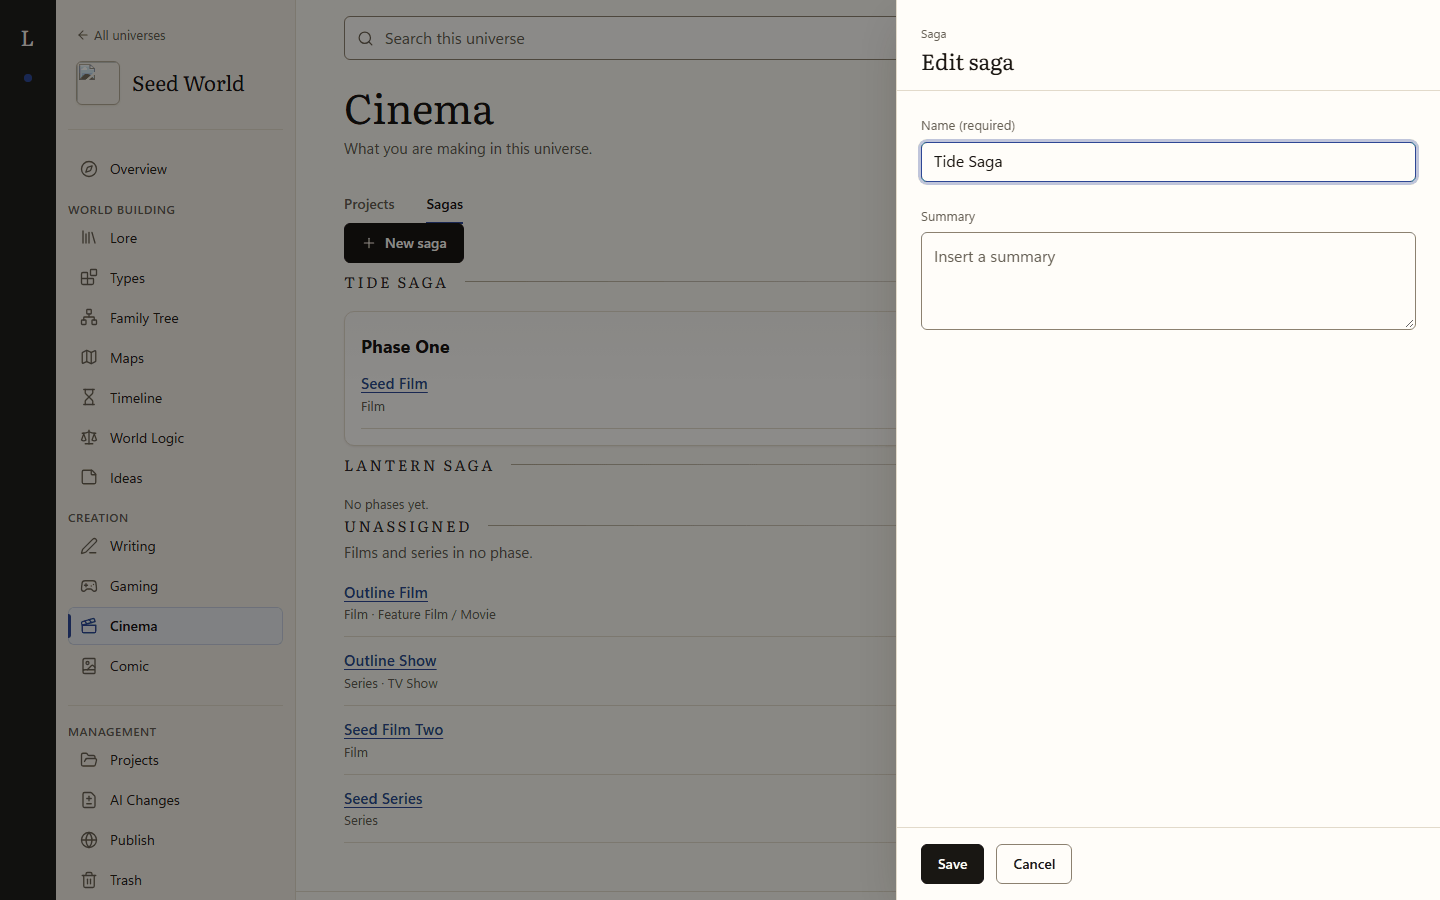 L
All universes
Seed World
Overview
WORLD BUILDING
Lore
Types
Family Tree
Maps
Timeline
World Logic
Ideas
CREATION
Writing
Gaming
Cinema
Comic
MANAGEMENT
Projects
AI Changes
Publish
Trash
Search this universe
Cinema
What you are making in this universe.
Projects Sagas
New saga
TIDE SAGA
Phase One
Seed Film
Film
LANTERN SAGA
No phases yet.
UNASSIGNED
Films and series in no phase.
Outline Film
Film · Feature Film / Movie
Outline Show
Series · TV Show
Seed Film Two
Film
Seed Series
Series
Saga
Edit saga
Name (required)
Tide Saga
Summary
Insert a summary
Save Cancel